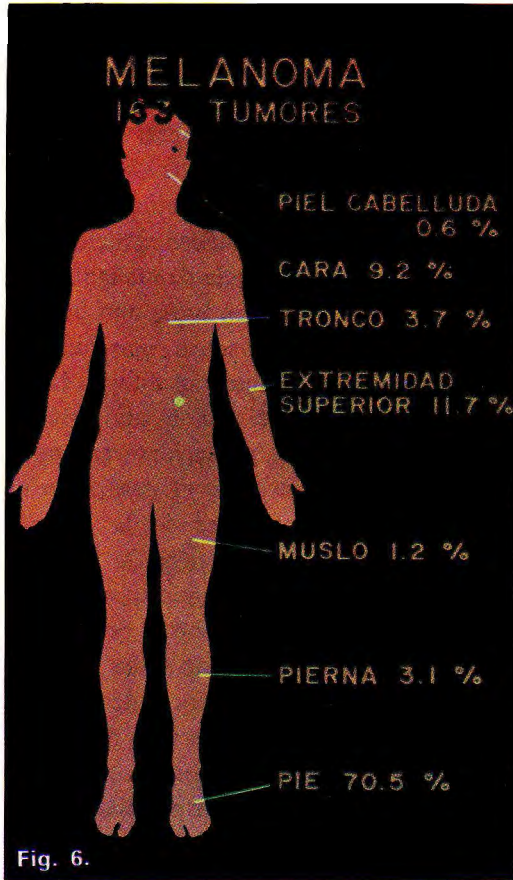 MELANOMA
163 TUMORES
PIEL CABELLUDA
0.6 %
CARA 9.2 %
TRONCO 3.7 %
EXTREMIDAD
SUPERIOR 11.7 %
MUSLO 1.2 %
PIERNA 3.1 %
PIE 70.5 %
Fig. 6.